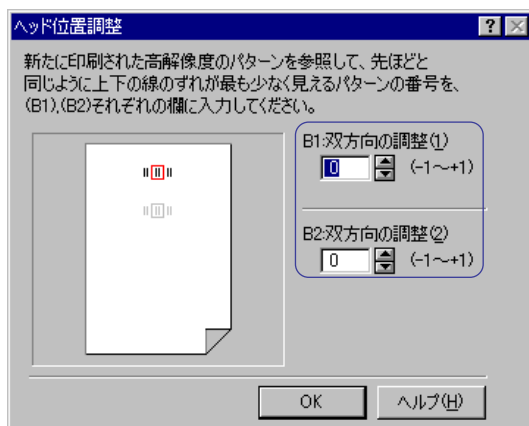 ヘッド位置調整
新たに印刷された高解像度のパターンを参照して、先ほどと
同じように上下の線のずれが最も少なく見えるパターンの番号を、
(B1),(B2)それぞれの欄に入力してください。
B1:双方向の調整(1)
0 (-1～+1)
B2:双方向の調整(2)
0 (-1～+1)
OK ヘルプ(H)